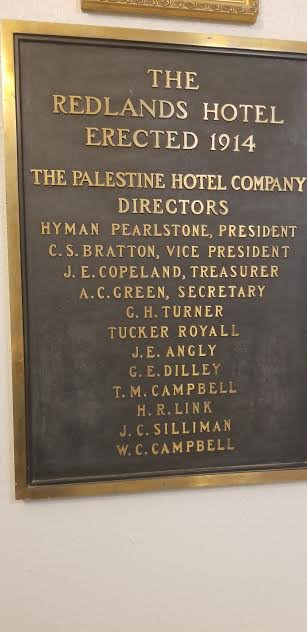 THE
REDLANDS HOTEL
ERECTED 1914
THE PALESTINE HOTEL COMPANY
DIRECTORS
HYMAN PEARLSTONE, PRESIDENT
C.S. BRATTON, VICE PRESIDENT
J.E. COPELAND, TREASURER
A.C. GREEN, SECRETARY
G.H. TURNER
TUCKER ROYALL
J.E. ANGLY
G.E. DILLEY
T.M. CAMPBELL
H.R. LINK
J.C. SILLIMAN
W.C. CAMPBELL